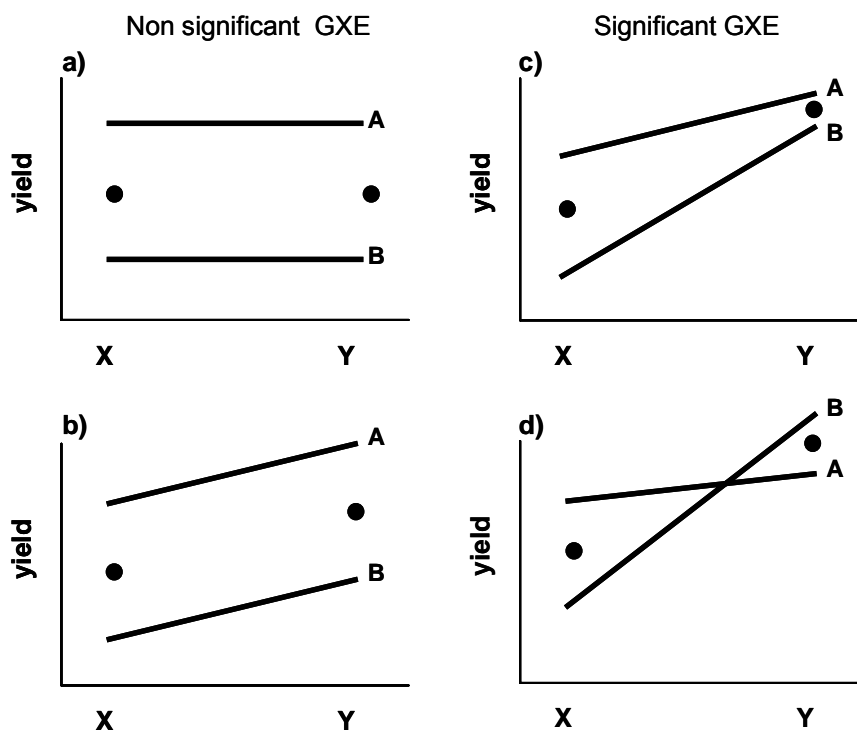 Non significant GXE
Significant GXE
a)
yield
A
B
X
Y
c)
yield
A
B
X
Y
b)
yield
A
B
X
Y
d)
yield
B
A
X
Y